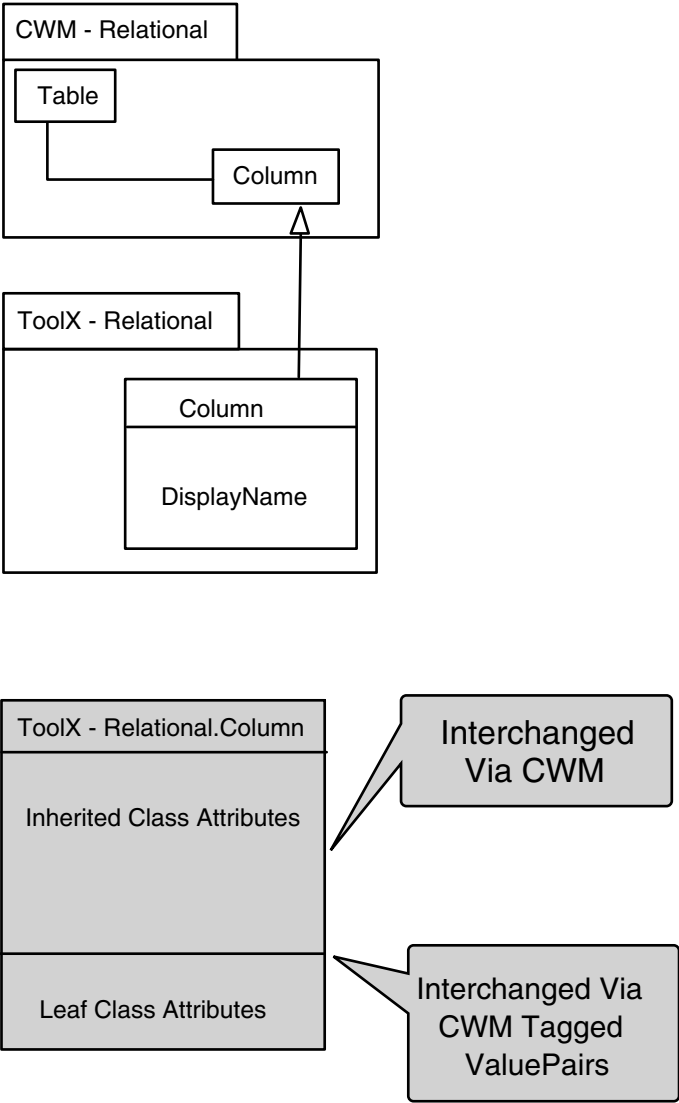 CWM - Relational
Table
Column
ToolX - Relational
Column
DisplayName
ToolX - Relational.Column
Inherited Class Attributes
Leaf Class Attributes
Interchanged
Via CWM
Interchanged Via
CWM Tagged
ValuePairs